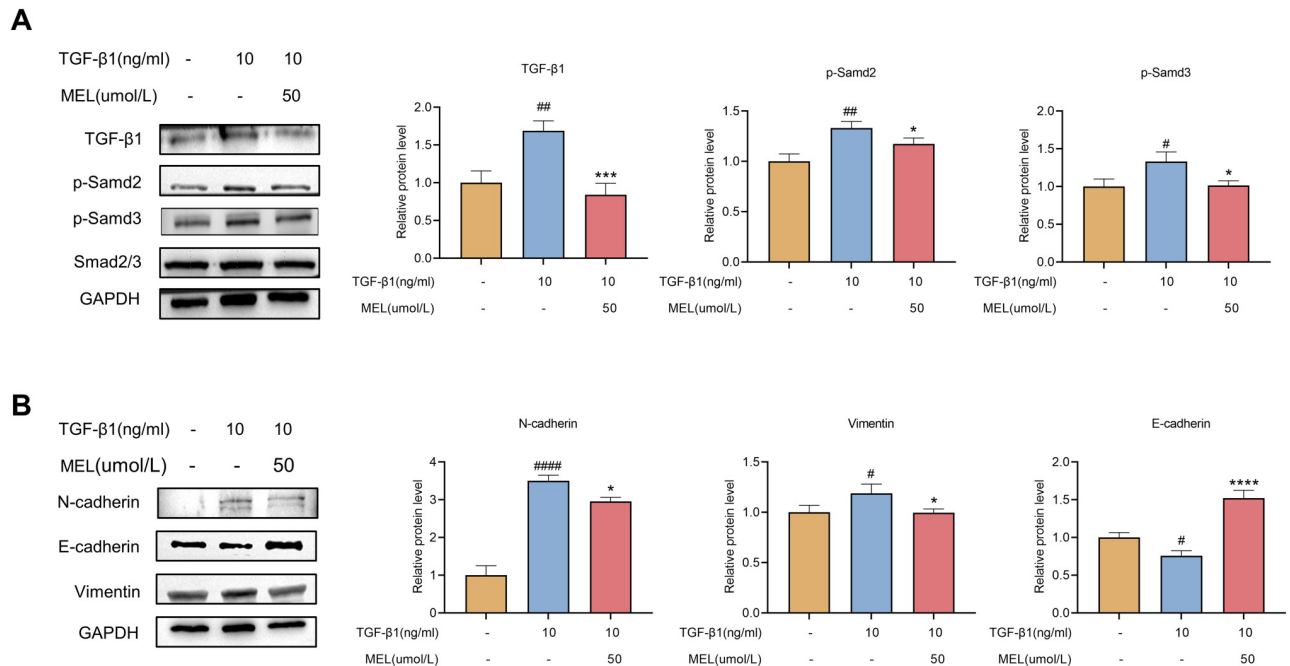 A
TGF-β1(ng/ml) - 10 10
MEL(umol/L) - - 50
TGF-β1
p-Samd2
p-Samd3
Smad2/3
GAPDH
TGF-β1
Relative protein level
2.0
1.5
1.0
0.5
0.0
##
***
TGF-β1(ng/ml) - 10 10
MEL(umol/L) - - 50
p-Samd2
Relative protein level
1.5
1.0
0.5
0.0
##
*
TGF-β1(ng/ml) - 10 10
MEL(umol/L) - - 50
p-Samd3
Relative protein level
2.0
1.5
1.0
0.5
0.0
#
*
TGF-β1(ng/ml) - 10 10
MEL(umol/L) - - 50
B
TGF-β1(ng/ml) - 10 10
MEL(umol/L) - - 50
N-cadherin
E-cadherin
Vimentin
GAPDH
N-cadherin
Relative protein level
4
3
2
1
0
####
*
TGF-β1(ng/ml) - 10 10
MEL(umol/L) - - 50
Vimentin
Relative protein level
1.5
1.0
0.5
0.0
#
*
TGF-β1(ng/ml) - 10 10
MEL(umol/L) - - 50
E-cadherin
Relative protein level
2.0
1.5
1.0
0.5
0.0
#
****
TGF-β1(ng/ml) - 10 10
MEL(umol/L) - - 50